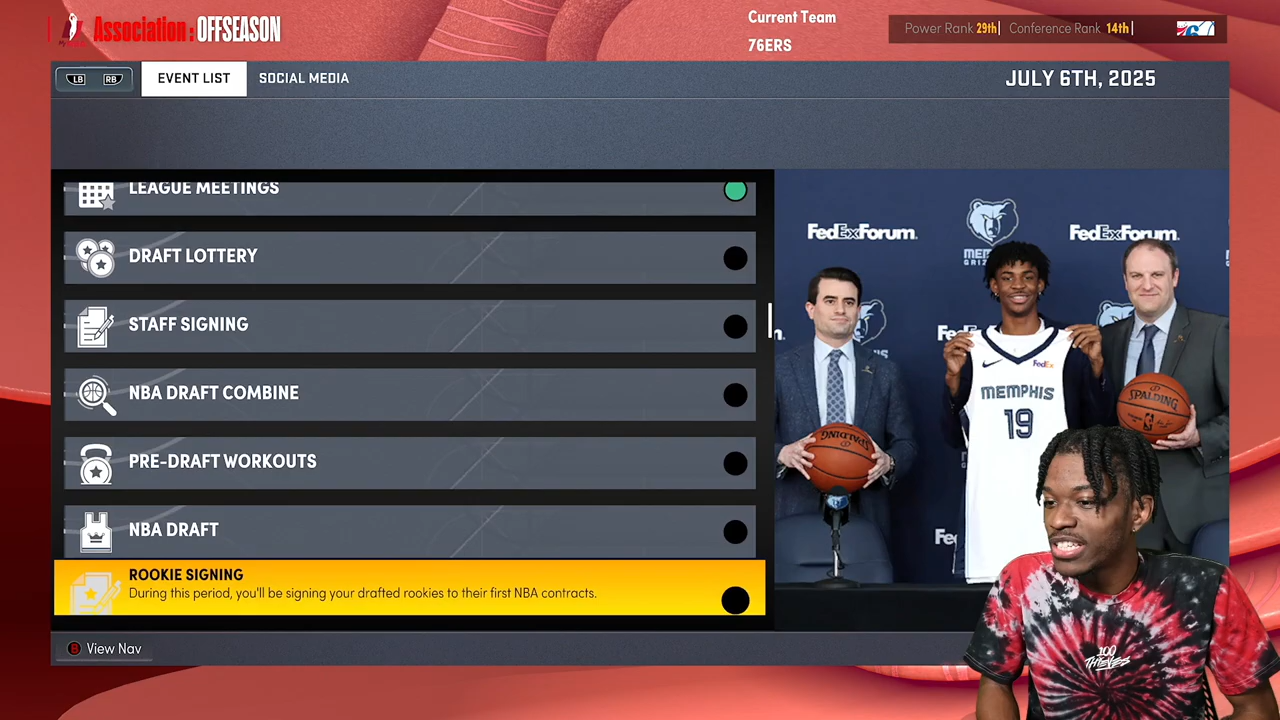 Association: OFFSEASON
Current Team
76ERS
Power Rank 29th| Conference Rank 14th|
LB RB EVENT LIST SOCIAL MEDIA JULY 6TH, 2025
LEAGUE MEETINGS
DRAFT LOTTERY
STAFF SIGNING
NBA DRAFT COMBINE
PRE-DRAFT WORKOUTS
NBA DRAFT
ROOKIE SIGNING
During this period, you'll be signing your drafted rookies to their first NBA contracts.
B View Nav
FedExForum. FedExForum.
FedEx
MEMPHIS
19
SPALDING
SPALDING
100
THIEVES